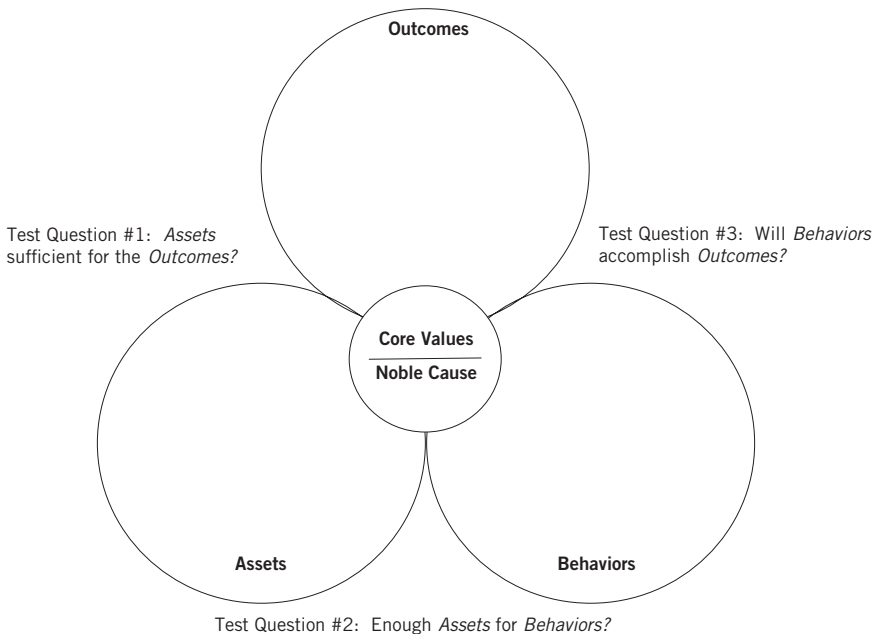 Outcomes
Test Question #1: Assets
sufficient for the Outcomes?
Test Question #3: Will Behaviors
accomplish Outcomes?
Core Values
Noble Cause
Assets
Behaviors
Test Question #2: Enough Assets for Behaviors?